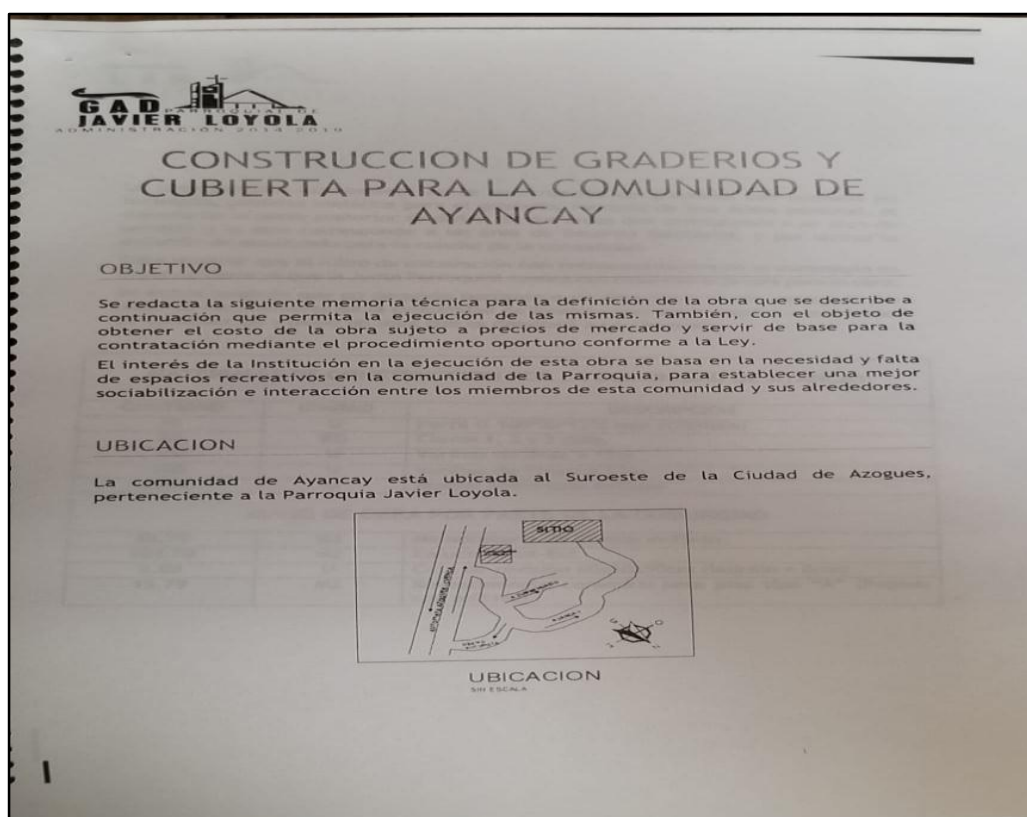 GAD PARROQUIAL DE
JAVIER LOYOLA
ADMINISTRACIÓN 2014-2019
CONSTRUCCION DE GRADERIOS Y
CUBIERTA PARA LA COMUNIDAD DE
AYANCAY
OBJETIVO
Se redacta la siguiente memoria técnica para la definición de la obra que se describe a
continuación que permita la ejecución de las mismas. También, con el objeto de
obtener el costo de la obra sujeto a precios de mercado y servir de base para la
contratación mediante el procedimiento oportuno conforme a la Ley.
El interés de la Institución en la ejecución de esta obra se basa en la necesidad y falta
de espacios recreativos en la comunidad de la Parroquia, para establecer una mejor
sociabilización e interacción entre los miembros de esta comunidad y sus alrededores.
UBICACION
La comunidad de Ayancay está ubicada al Suroeste de la Ciudad de Azogues,
perteneciente a la Parroquia Javier Loyola.
SITIO
UBICACION
SIN ESCALA